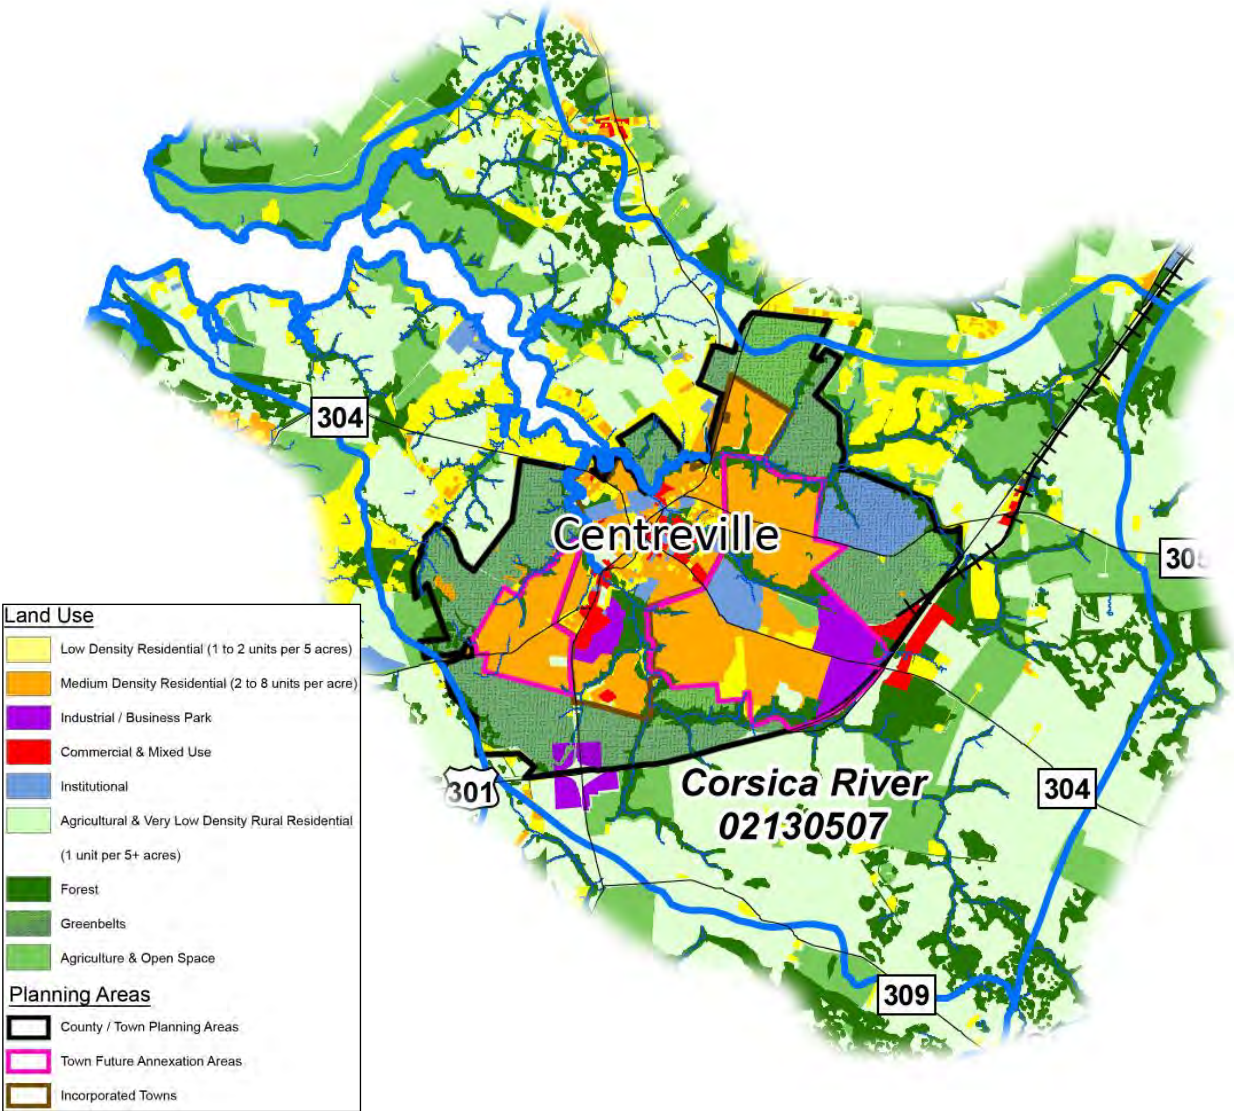 304
Centreville
305
Land Use
Low Density Residential (1 to 2 units per 5 acres)
Medium Density Residential (2 to 8 units per acre)
Industrial / Business Park
Commercial & Mixed Use
Institutional
Agricultural & Very Low Density Rural Residential
(1 unit per 5+ acres)
Forest
Greenbelts
Agriculture & Open Space
Planning Areas
County / Town Planning Areas
Town Future Annexation Areas
Incorporated Towns
301
Corsica River
02130507
304
309